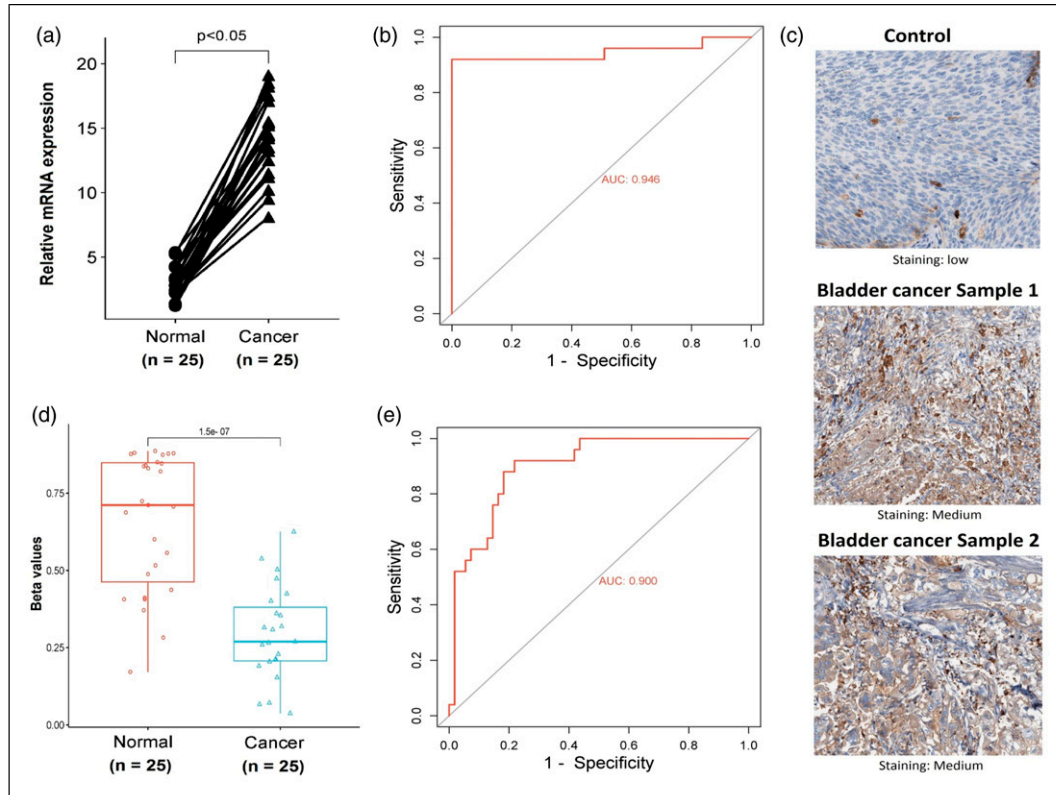 (a)
p<0.05
Relative mRNA expression
20
15
10
5
Normal
Cancer
(n = 25)
(n = 25)
(b)
Sensitivity
0.0
0.2
0.4
0.6
0.8
1.0
AUC: 0.946
0.0
0.2
0.4
0.6
0.8
1.0
1 - Specificity
(c)
Control
Staining: low
Bladder cancer Sample 1
Staining: Medium
Bladder cancer Sample 2
Staining: Medium
(d)
1.5e- 07
Beta values
0.75
0.50
0.25
0.00
Normal
Cancer
(n = 25)
(n = 25)
(e)
Sensitivity
0.0
0.2
0.4
0.6
0.8
1.0
AUC: 0.900
0.0
0.2
0.4
0.6
0.8
1.0
1 - Specificity